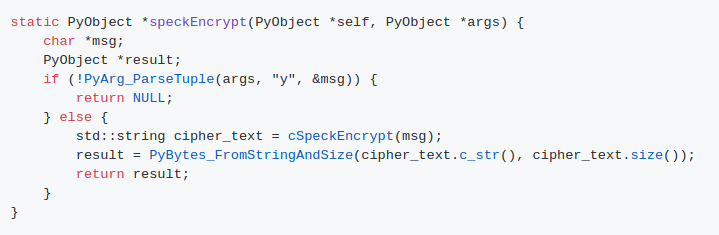 static PyObject *speckEncrypt(PyObject *self, PyObject *args) {
    char *msg;
    PyObject *result;
    if (!PyArg_ParseTuple(args, "y", &msg)) {
        return NULL;
    } else {
        std::string cipher_text = cSpeckEncrypt(msg);
        result = PyBytes_FromStringAndSize(cipher_text.c_str(), cipher_text.size());
        return result;
    }
}